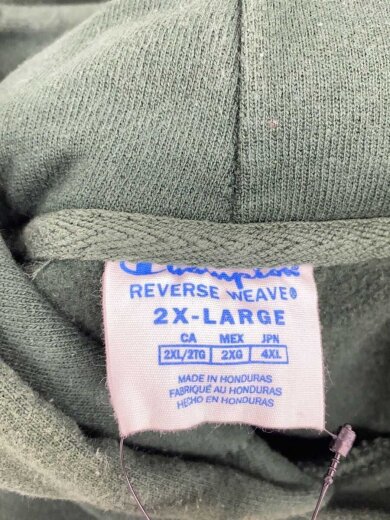 Champion
REVERSE WEAVE®
2X-LARGE
CA MEX JPN
2XL/2TG 2XG 4XL
MADE IN HONDURAS
FABRIQUÉ AU HONDURAS
HECHO EN HONDURAS